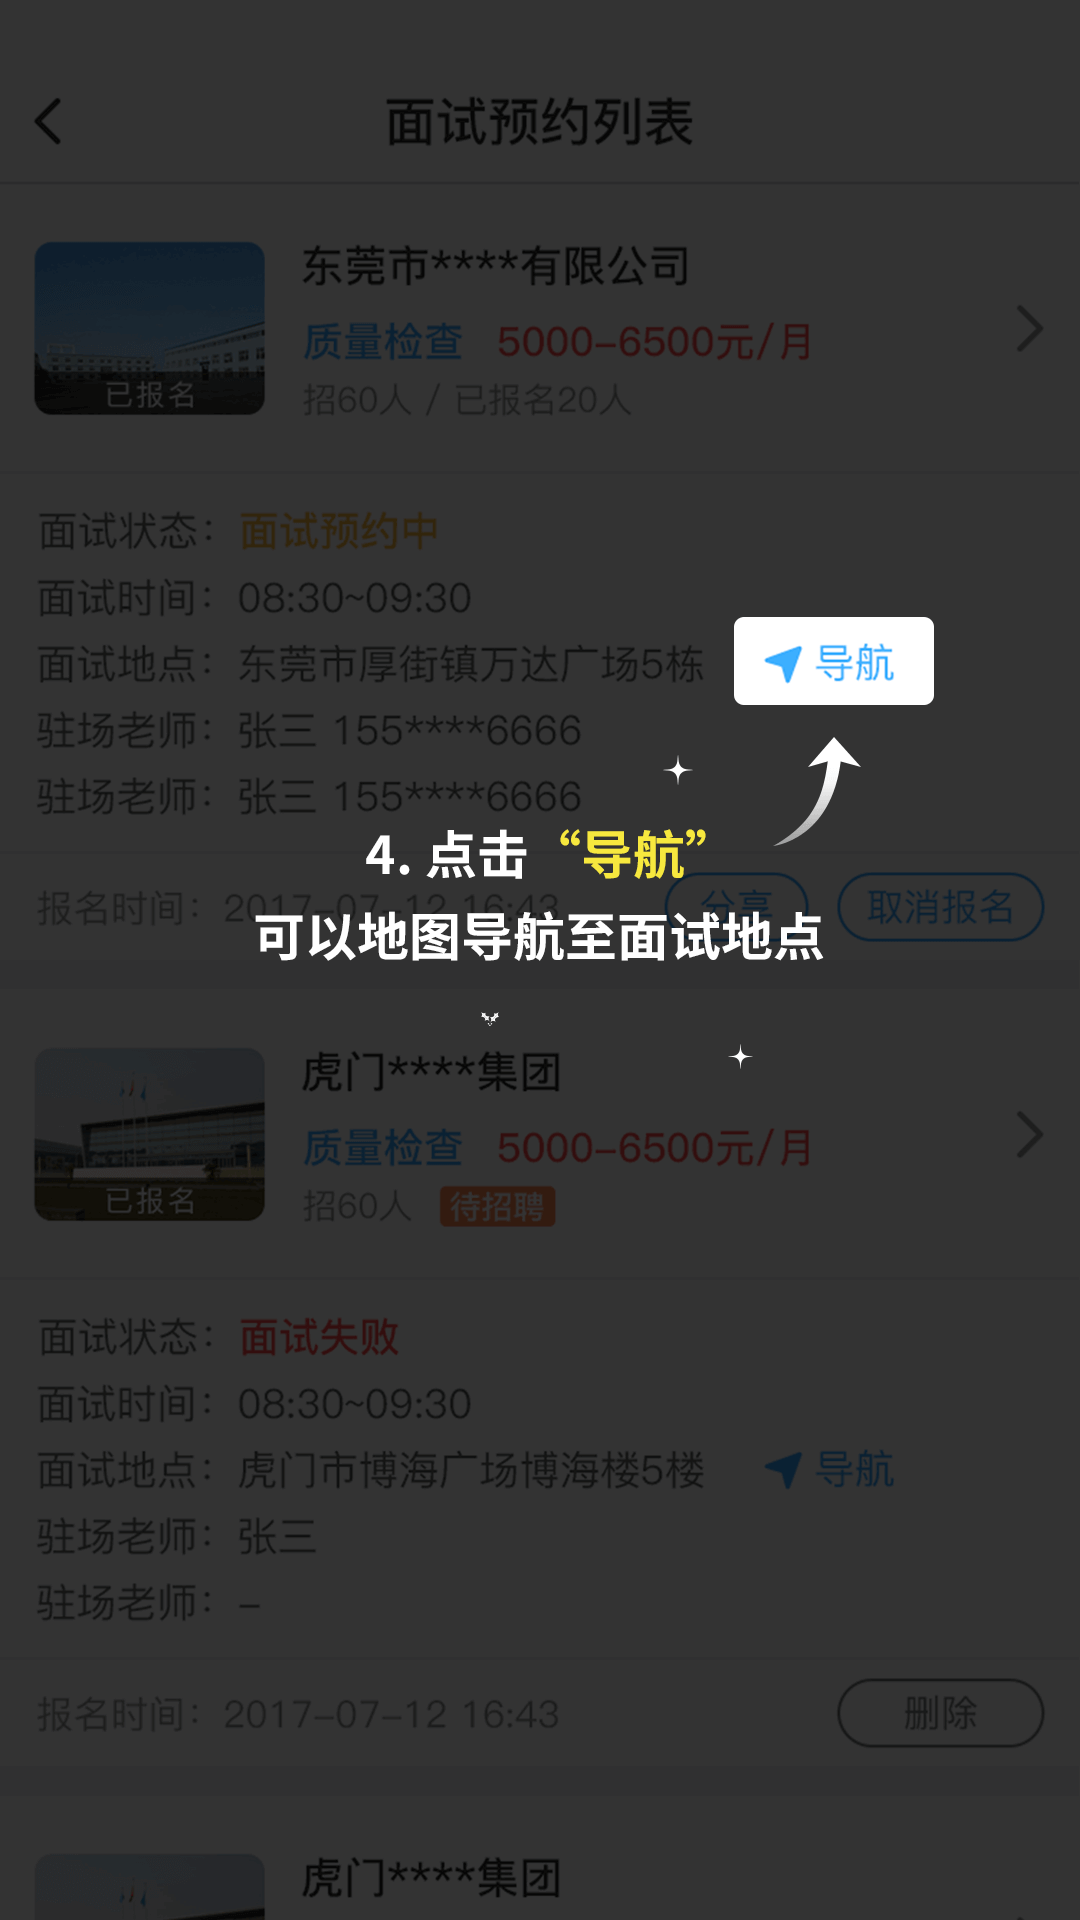 面试预约列表
东莞市****有限公司
质量检查 5000-6500元/月
已报名
招60人 / 已报名20人
面试状态：面试预约中
面试时间：08:30~09:30
面试地点：东莞市厚街镇万达广场5栋 导航
驻场老师：张三 155****6666
驻场老师：张三 155****6666
4. 点击“导航”
报名时间：2017-07-12 16:43 分享 取消报名
可以地图导航至面试地点
虎门****集团
质量检查 5000-6500元/月
已报名
招60人 待招聘
面试状态：面试失败
面试时间：08:30~09:30
面试地点：虎门市博海广场博海楼5楼 导航
驻场老师：张三
驻场老师：-
报名时间：2017-07-12 16:43 删除
虎门****集团